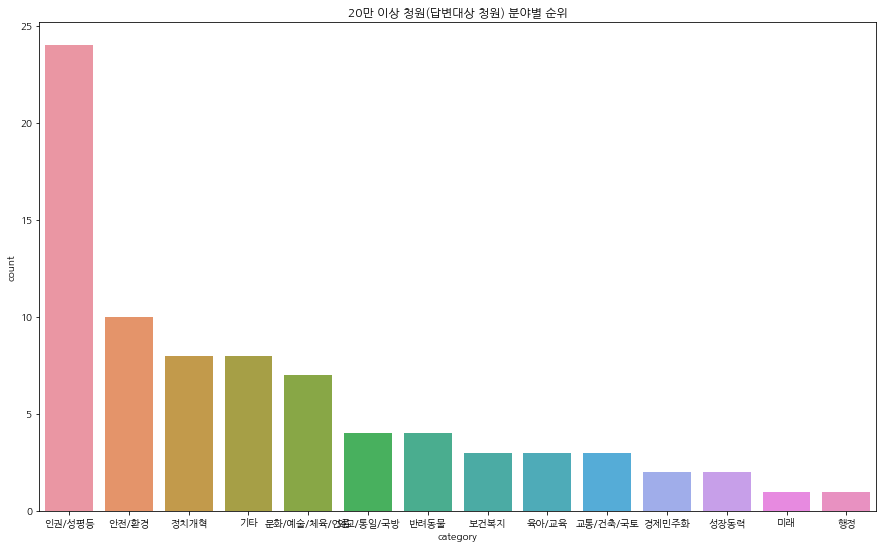 20만 이상 청원(답변대상 청원) 분야별 순위
25
20
15
10
5
0
count
인권/성평등 안전/환경 정치개혁 기타 문화/예술/체육/언론 외교/통일/국방 반려동물 보건복지 육아/교육 교통/건축/국토 경제민주화 성장동력 미래 행정
category